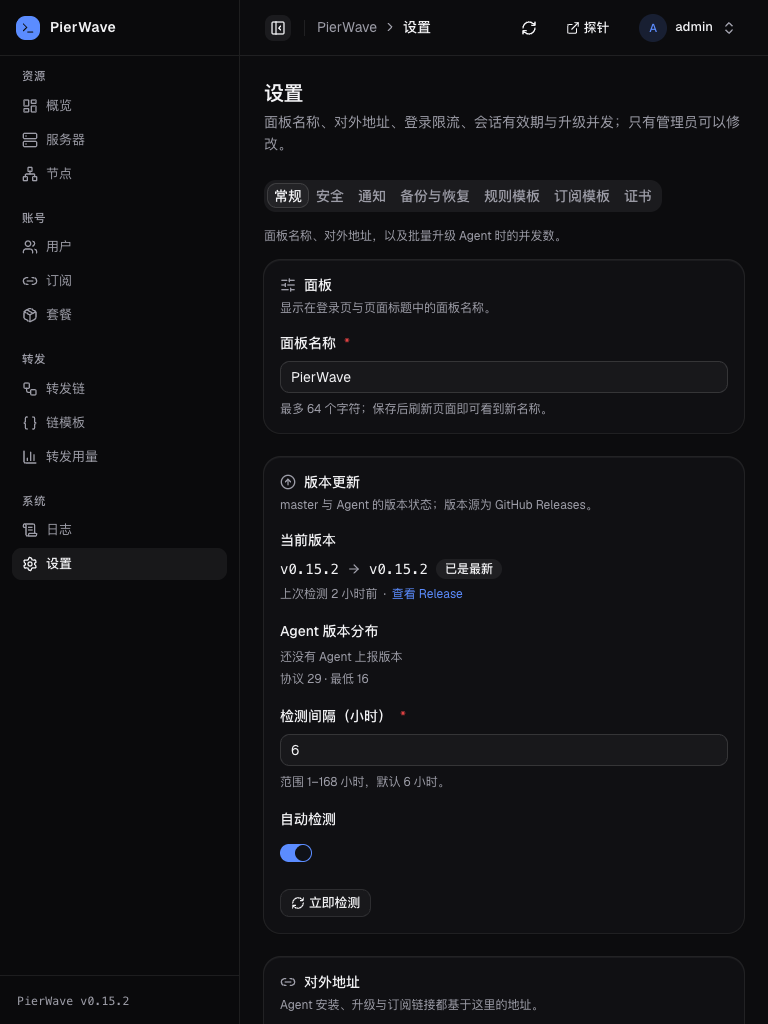 PierWave
资源
概览
服务器
节点
账号
用户
订阅
套餐
转发
转发链
链模板
转发用量
系统
日志
设置
PierWave v0.15.2
PierWave > 设置
探针
A admin
设置
面板名称、对外地址、登录限流、会话有效期与升级并发；只有管理员可以修
改。
常规 安全 通知 备份与恢复 规则模板 订阅模板 证书
面板名称、对外地址，以及批量升级 Agent 时的并发数。
面板
显示在登录页与页面标题中的面板名称。
面板名称 *
PierWave
最多 64 个字符；保存后刷新页面即可看到新名称。
版本更新
master 与 Agent 的版本状态；版本源为 GitHub Releases。
当前版本
v0.15.2 → v0.15.2 已是最新
上次检测 2 小时前 · 查看 Release
Agent 版本分布
还没有 Agent 上报版本
协议 29 · 最低 16
检测间隔（小时） *
6
范围 1–168 小时，默认 6 小时。
自动检测
立即检测
对外地址
Agent 安装、升级与订阅链接都基于这里的地址。